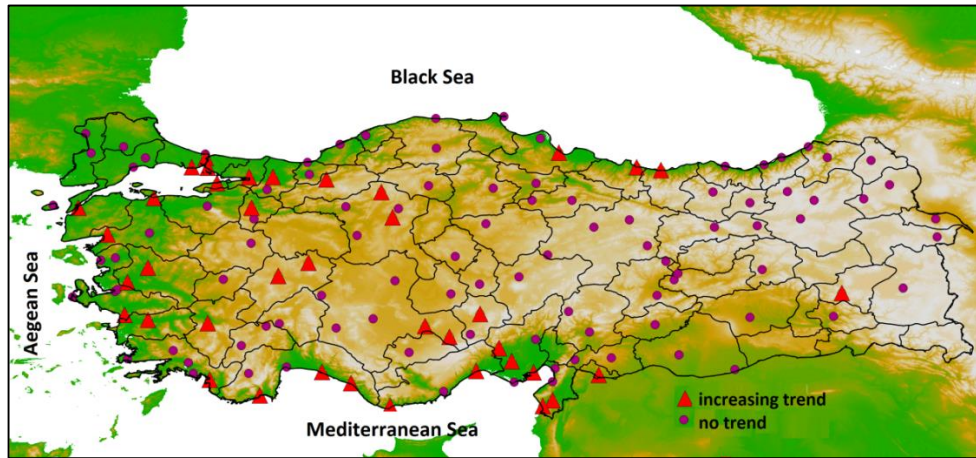 Black Sea
Aegean Sea
increasing trend
no trend
Mediterranean Sea